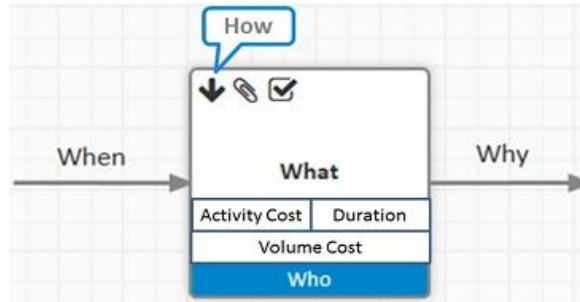 How
When
What
Why
Activity Cost
Duration
Volume Cost
Who